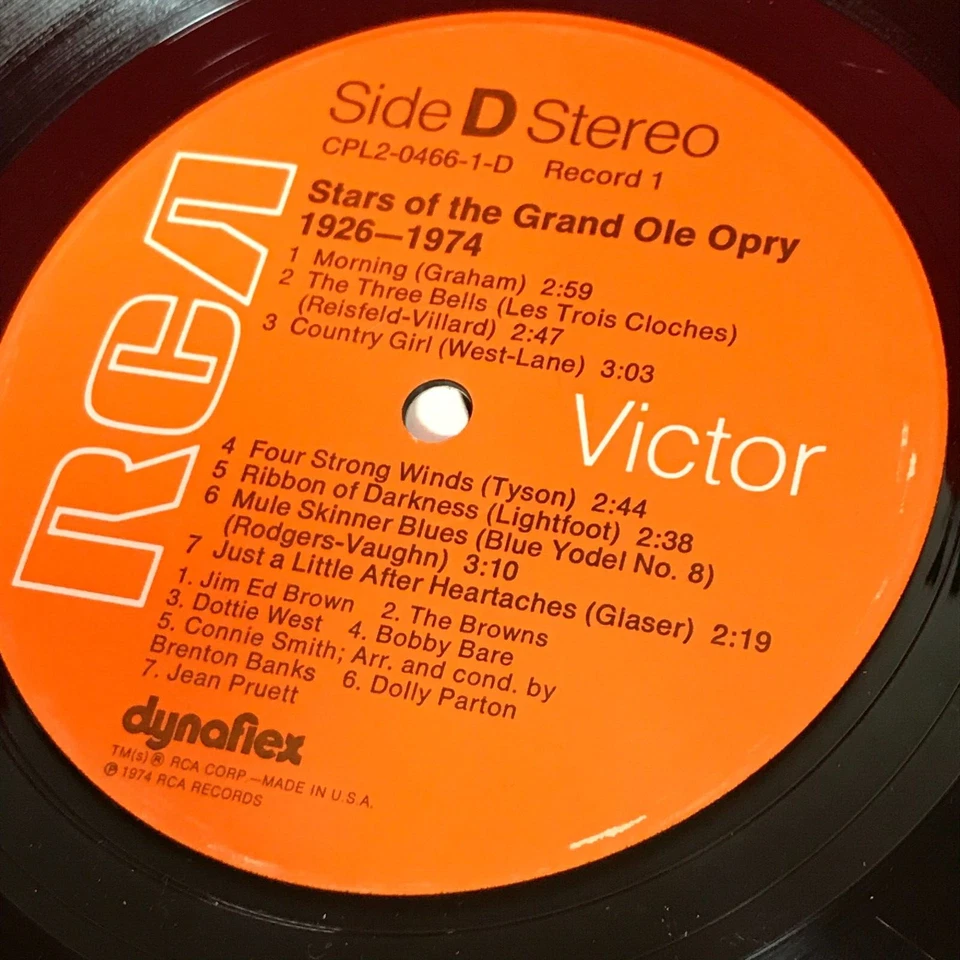 Side D Stereo
CPL2-0466-1-D Record 1
Stars of the Grand Ole Opry
1926—1974
1 Morning (Graham) 2:59
2 The Three Bells (Les Trois Cloches)
(Reisfeld-Villard) 2:47
3 Country Girl (West-Lane) 3:03
RCA
Victor
4 Four Strong Winds (Tyson) 2:44
5 Ribbon of Darkness (Lightfoot) 2:38
6 Mule Skinner Blues (Blue Yodel No. 8)
(Rodgers-Vaughn) 3:10
7 Just a Little After Heartaches (Glaser) 2:19
1. Jim Ed Brown 2. The Browns
3. Dottie West 4. Bobby Bare
5. Connie Smith; Arr. and cond. by
Brenton Banks 6. Dolly Parton
7. Jean Pruett
dynaflex
TM(s) ® RCA CORP.—MADE IN U.S.A.
℗ 1974 RCA RECORDS